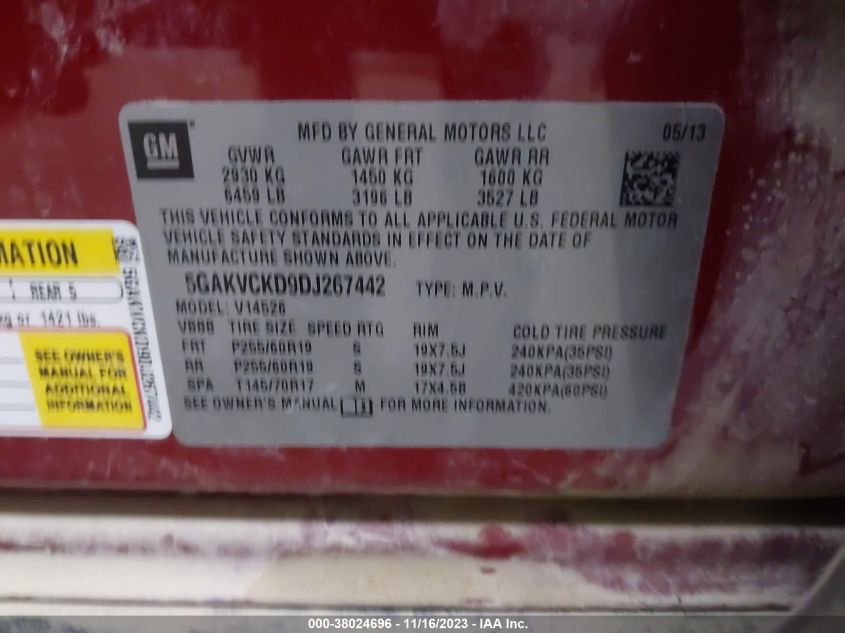 GM
MFD BY GENERAL MOTORS LLC 05/13
GVWR GAWR FRT GAWR RR
2930 KG 1450 KG 1600 KG
6459 LB 3196 LB 3527 LB
THIS VEHICLE CONFORMS TO ALL APPLICABLE U.S. FEDERAL MOTOR
VEHICLE SAFETY STANDARDS IN EFFECT ON THE DATE OF
MANUFACTURE SHOWN ABOVE.
5GAKVCKD9DJ267442 TYPE: M.P.V.
MODEL: V14526
VBBB TIRE SIZE SPEED RTG RIM COLD TIRE PRESSURE
FRT P255/60R19 S 19X7.5J 240KPA(35PSI)
RR P255/60R19 S 19X7.5J 240KPA(35PSI)
SPA T145/70R17 M 17X4.5B 420KPA(60PSI)
SEE OWNER'S MANUAL FOR MORE INFORMATION.
MATION
REAR 5
kg or 1421 lbs.
SEE OWNER'S
MANUAL FOR
ADDITIONAL
INFORMATION
000-38024696 - 11/16/2023 - IAA Inc.